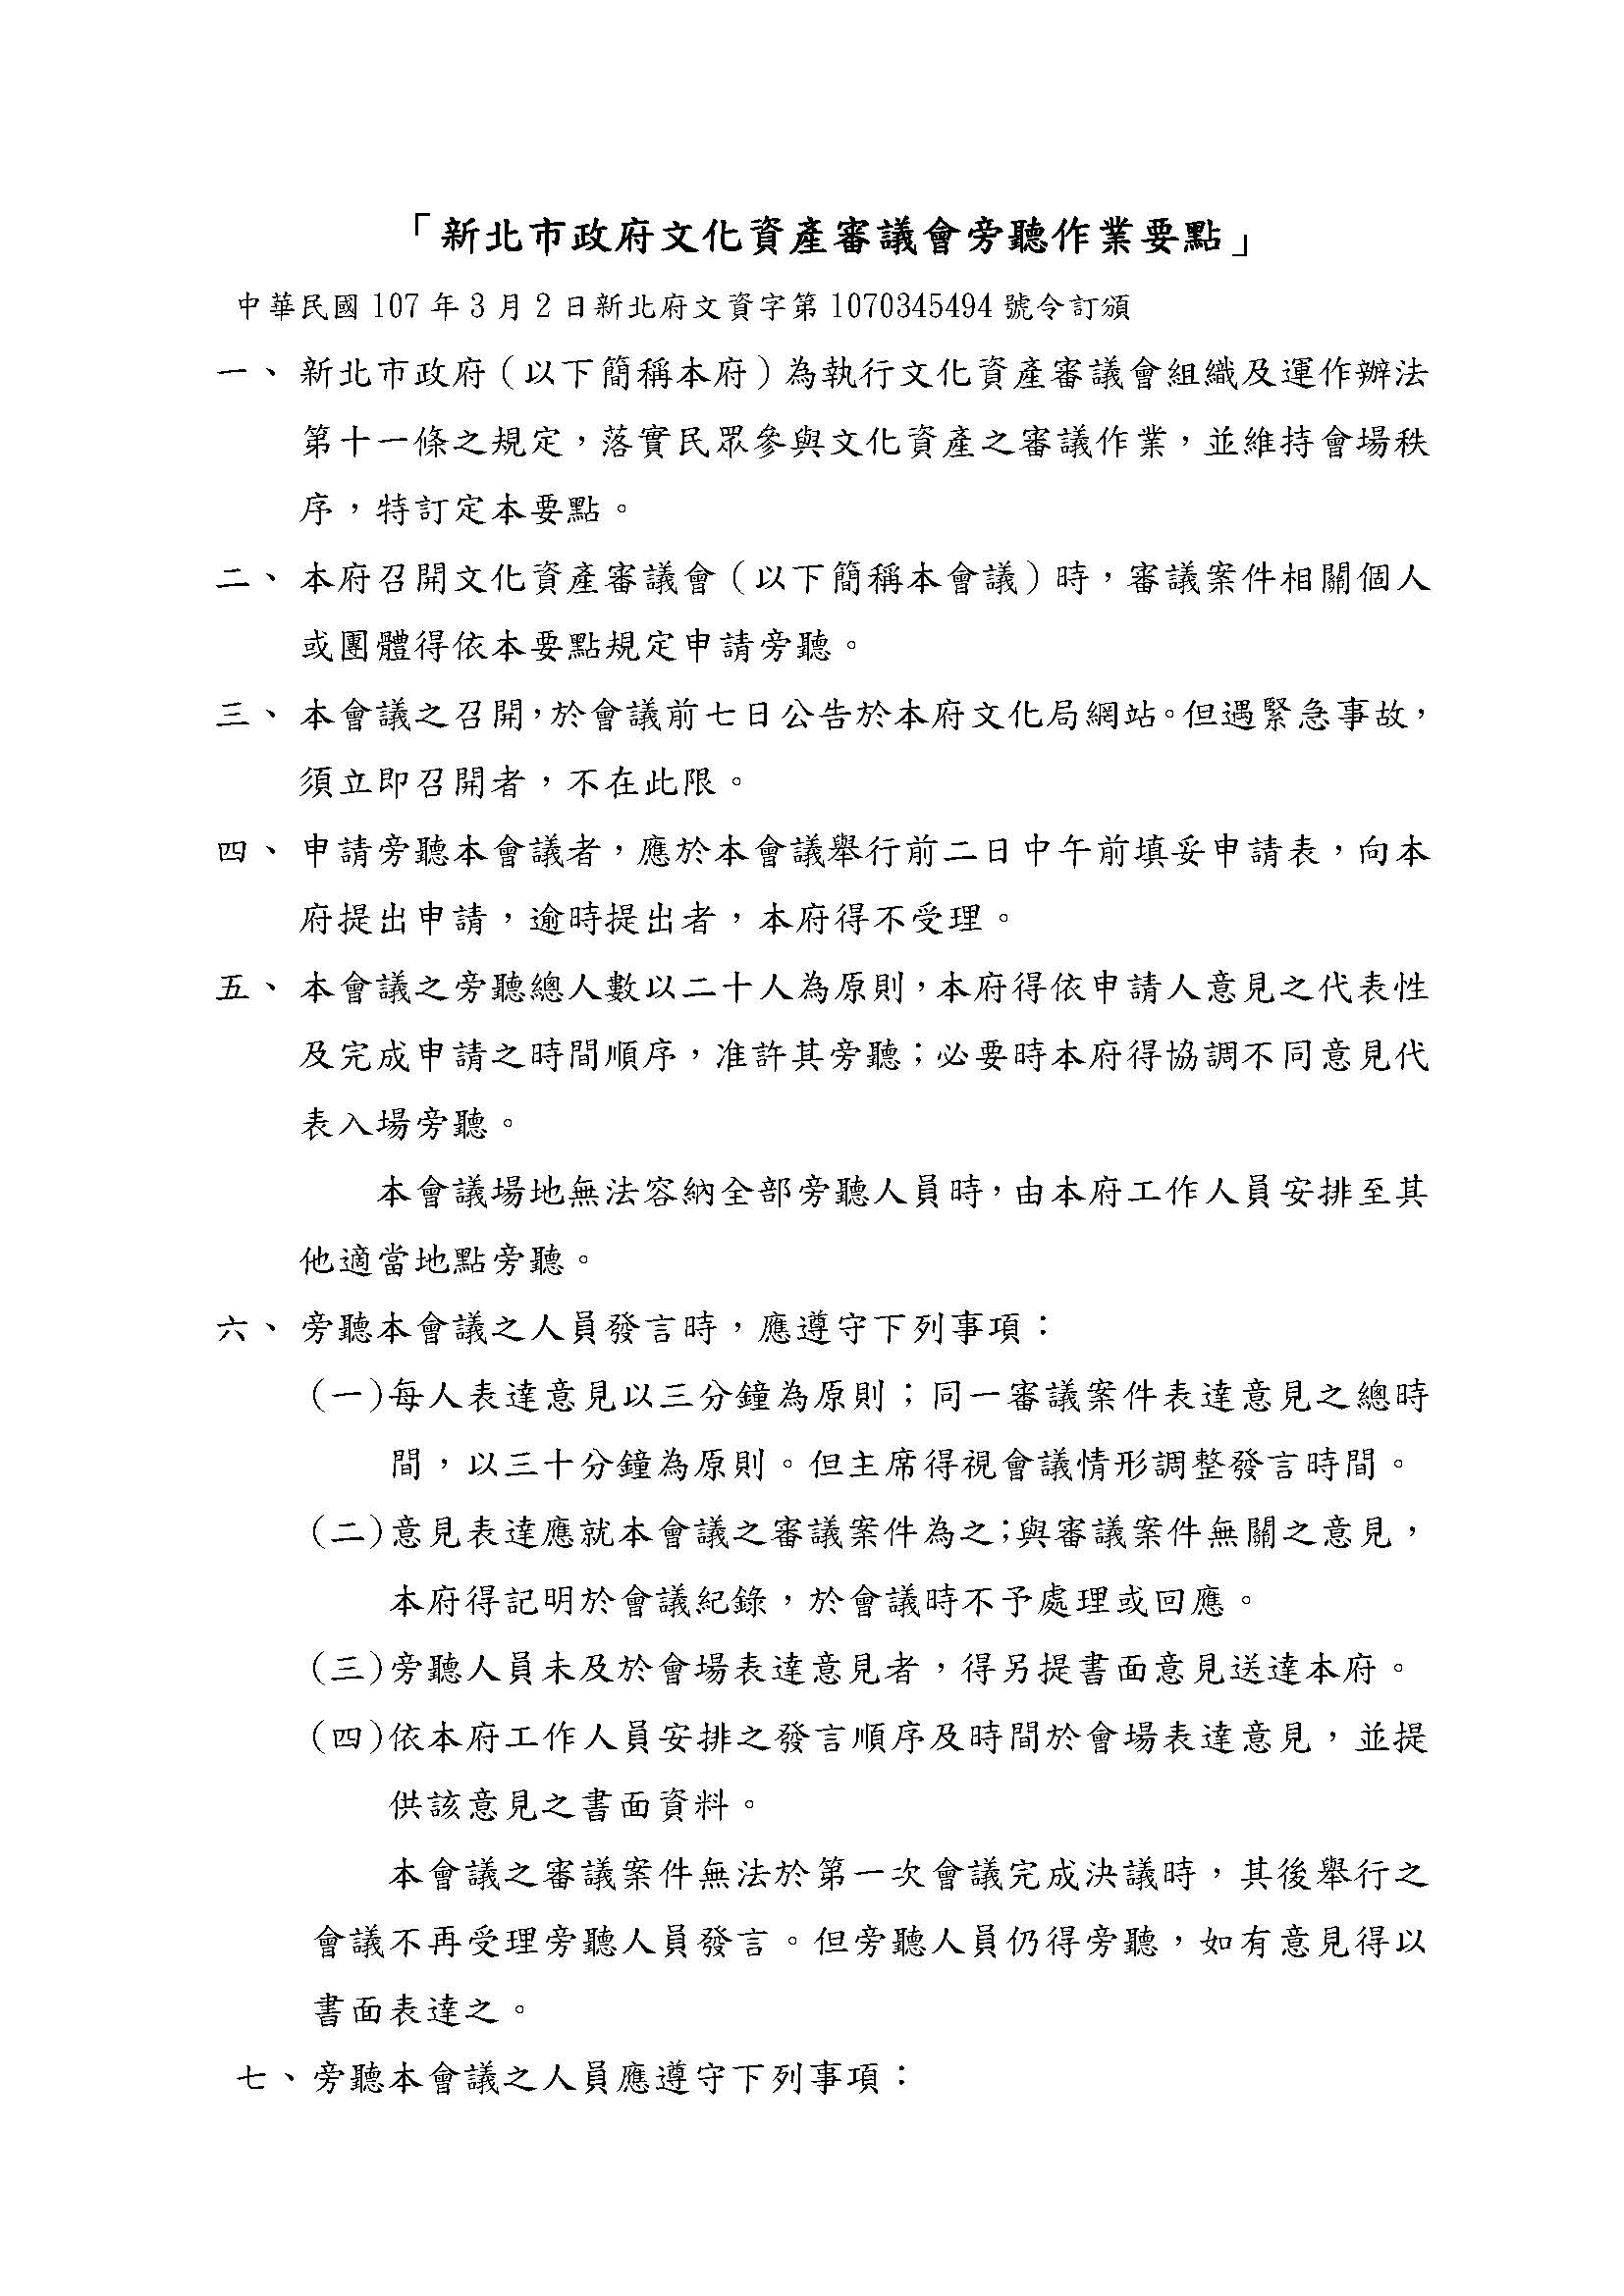 「新北市政府文化資產審議會旁聽作業要點」
中華民國 107 年 3 月 2 日新北府文資字第 1070345494 號令訂頒
一、新北市政府（以下簡稱本府）為執行文化資產審議會組織及運作辦法
第十一條之規定，落實民眾參與文化資產之審議作業，並維持會場秩
序，特訂定本要點。
二、本府召開文化資產審議會（以下簡稱本會議）時，審議案件相關個人
或團體得依本要點規定申請旁聽。
三、本會議之召開，於會議前七日公告於本府文化局網站。但遇緊急事故，
須立即召開者，不在此限。
四、申請旁聽本會議者，應於本會議舉行前二日中午前填妥申請表，向本
府提出申請，逾時提出者，本府得不受理。
五、本會議之旁聽總人數以二十人為原則，本府得依申請人意見之代表性
及完成申請之時間順序，准許其旁聽；必要時本府得協調不同意見代
表入場旁聽。
本會議場地無法容納全部旁聽人員時，由本府工作人員安排至其
他適當地點旁聽。
六、旁聽本會議之人員發言時，應遵守下列事項：
(一)每人表達意見以三分鐘為原則；同一審議案件表達意見之總時
間，以三十分鐘為原則。但主席得視會議情形調整發言時間。
(二)意見表達應就本會議之審議案件為之；與審議案件無關之意見，
本府得記明於會議紀錄，於會議時不予處理或回應。
(三)旁聽人員未及於會場表達意見者，得另提書面意見送達本府。
(四)依本府工作人員安排之發言順序及時間於會場表達意見，並提
供該意見之書面資料。
本會議之審議案件無法於第一次會議完成決議時，其後舉行之
會議不再受理旁聽人員發言。但旁聽人員仍得旁聽，如有意見得以
書面表達之。
七、旁聽本會議之人員應遵守下列事項：